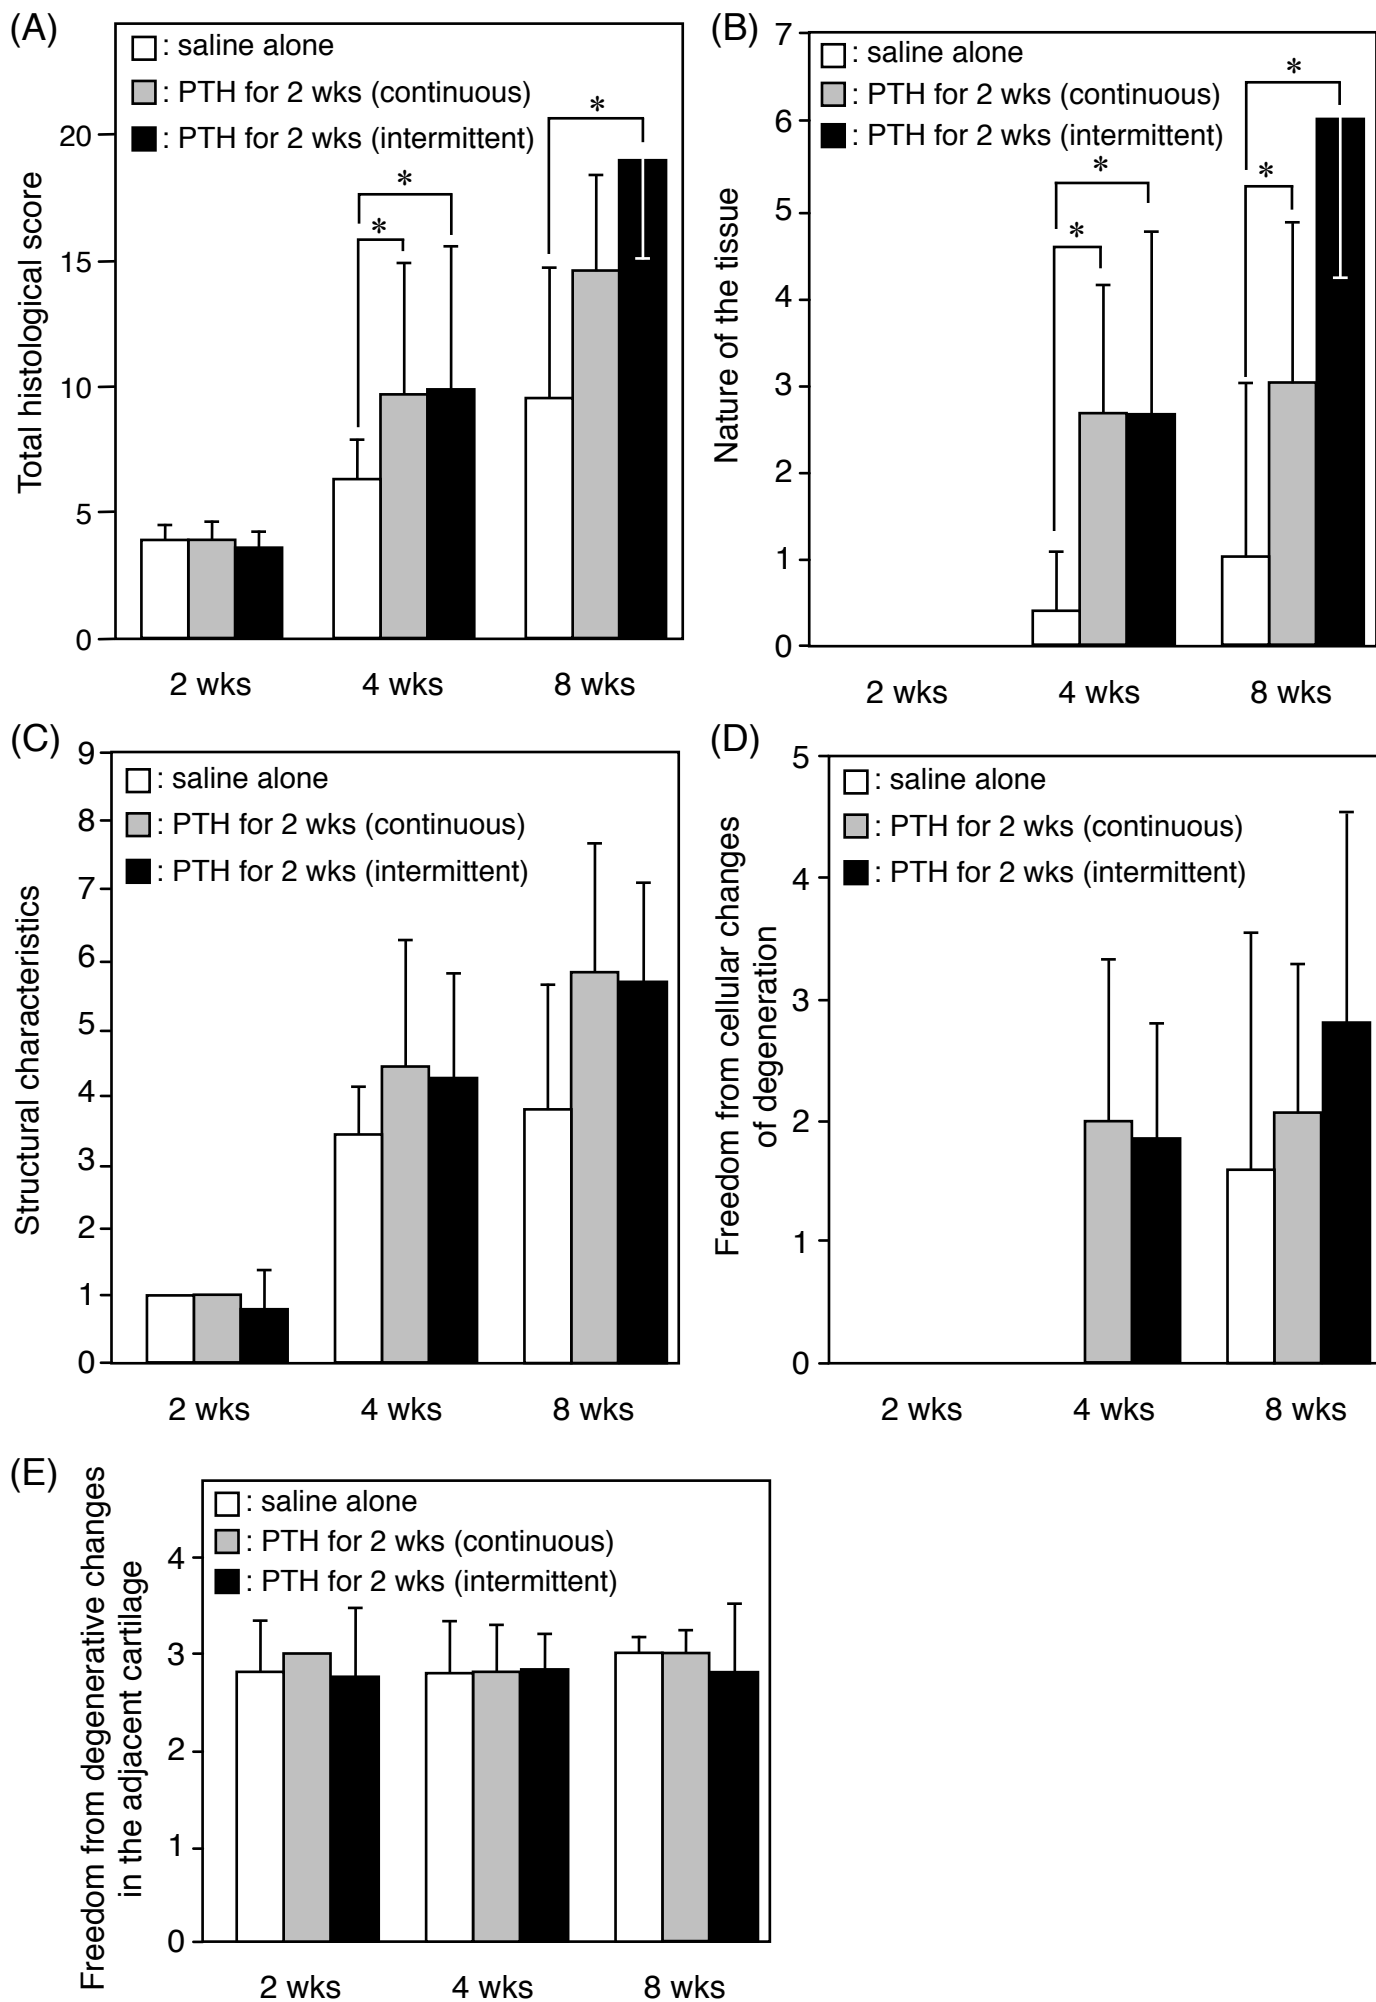 (A)
: saline alone
: PTH for 2 wks (continuous)
: PTH for 2 wks (intermittent)
Total histological score
20
15
10
5
0
*
*
*
2 wks 4 wks 8 wks
(B)
: saline alone
: PTH for 2 wks (continuous)
: PTH for 2 wks (intermittent)
Nature of the tissue
7
6
5
4
3
2
1
0
*
*
*
*
2 wks 4 wks 8 wks
(C)
: saline alone
: PTH for 2 wks (continuous)
: PTH for 2 wks (intermittent)
Structural characteristics
9
8
7
6
5
4
3
2
1
0
2 wks 4 wks 8 wks
(D)
: saline alone
: PTH for 2 wks (continuous)
: PTH for 2 wks (intermittent)
Freedom from cellular changes
of degeneration
5
4
3
2
1
0
2 wks 4 wks 8 wks
(E)
: saline alone
: PTH for 2 wks (continuous)
: PTH for 2 wks (intermittent)
Freedom from degenerative changes
in the adjacent cartilage
4
3
2
1
0
2 wks 4 wks 8 wks